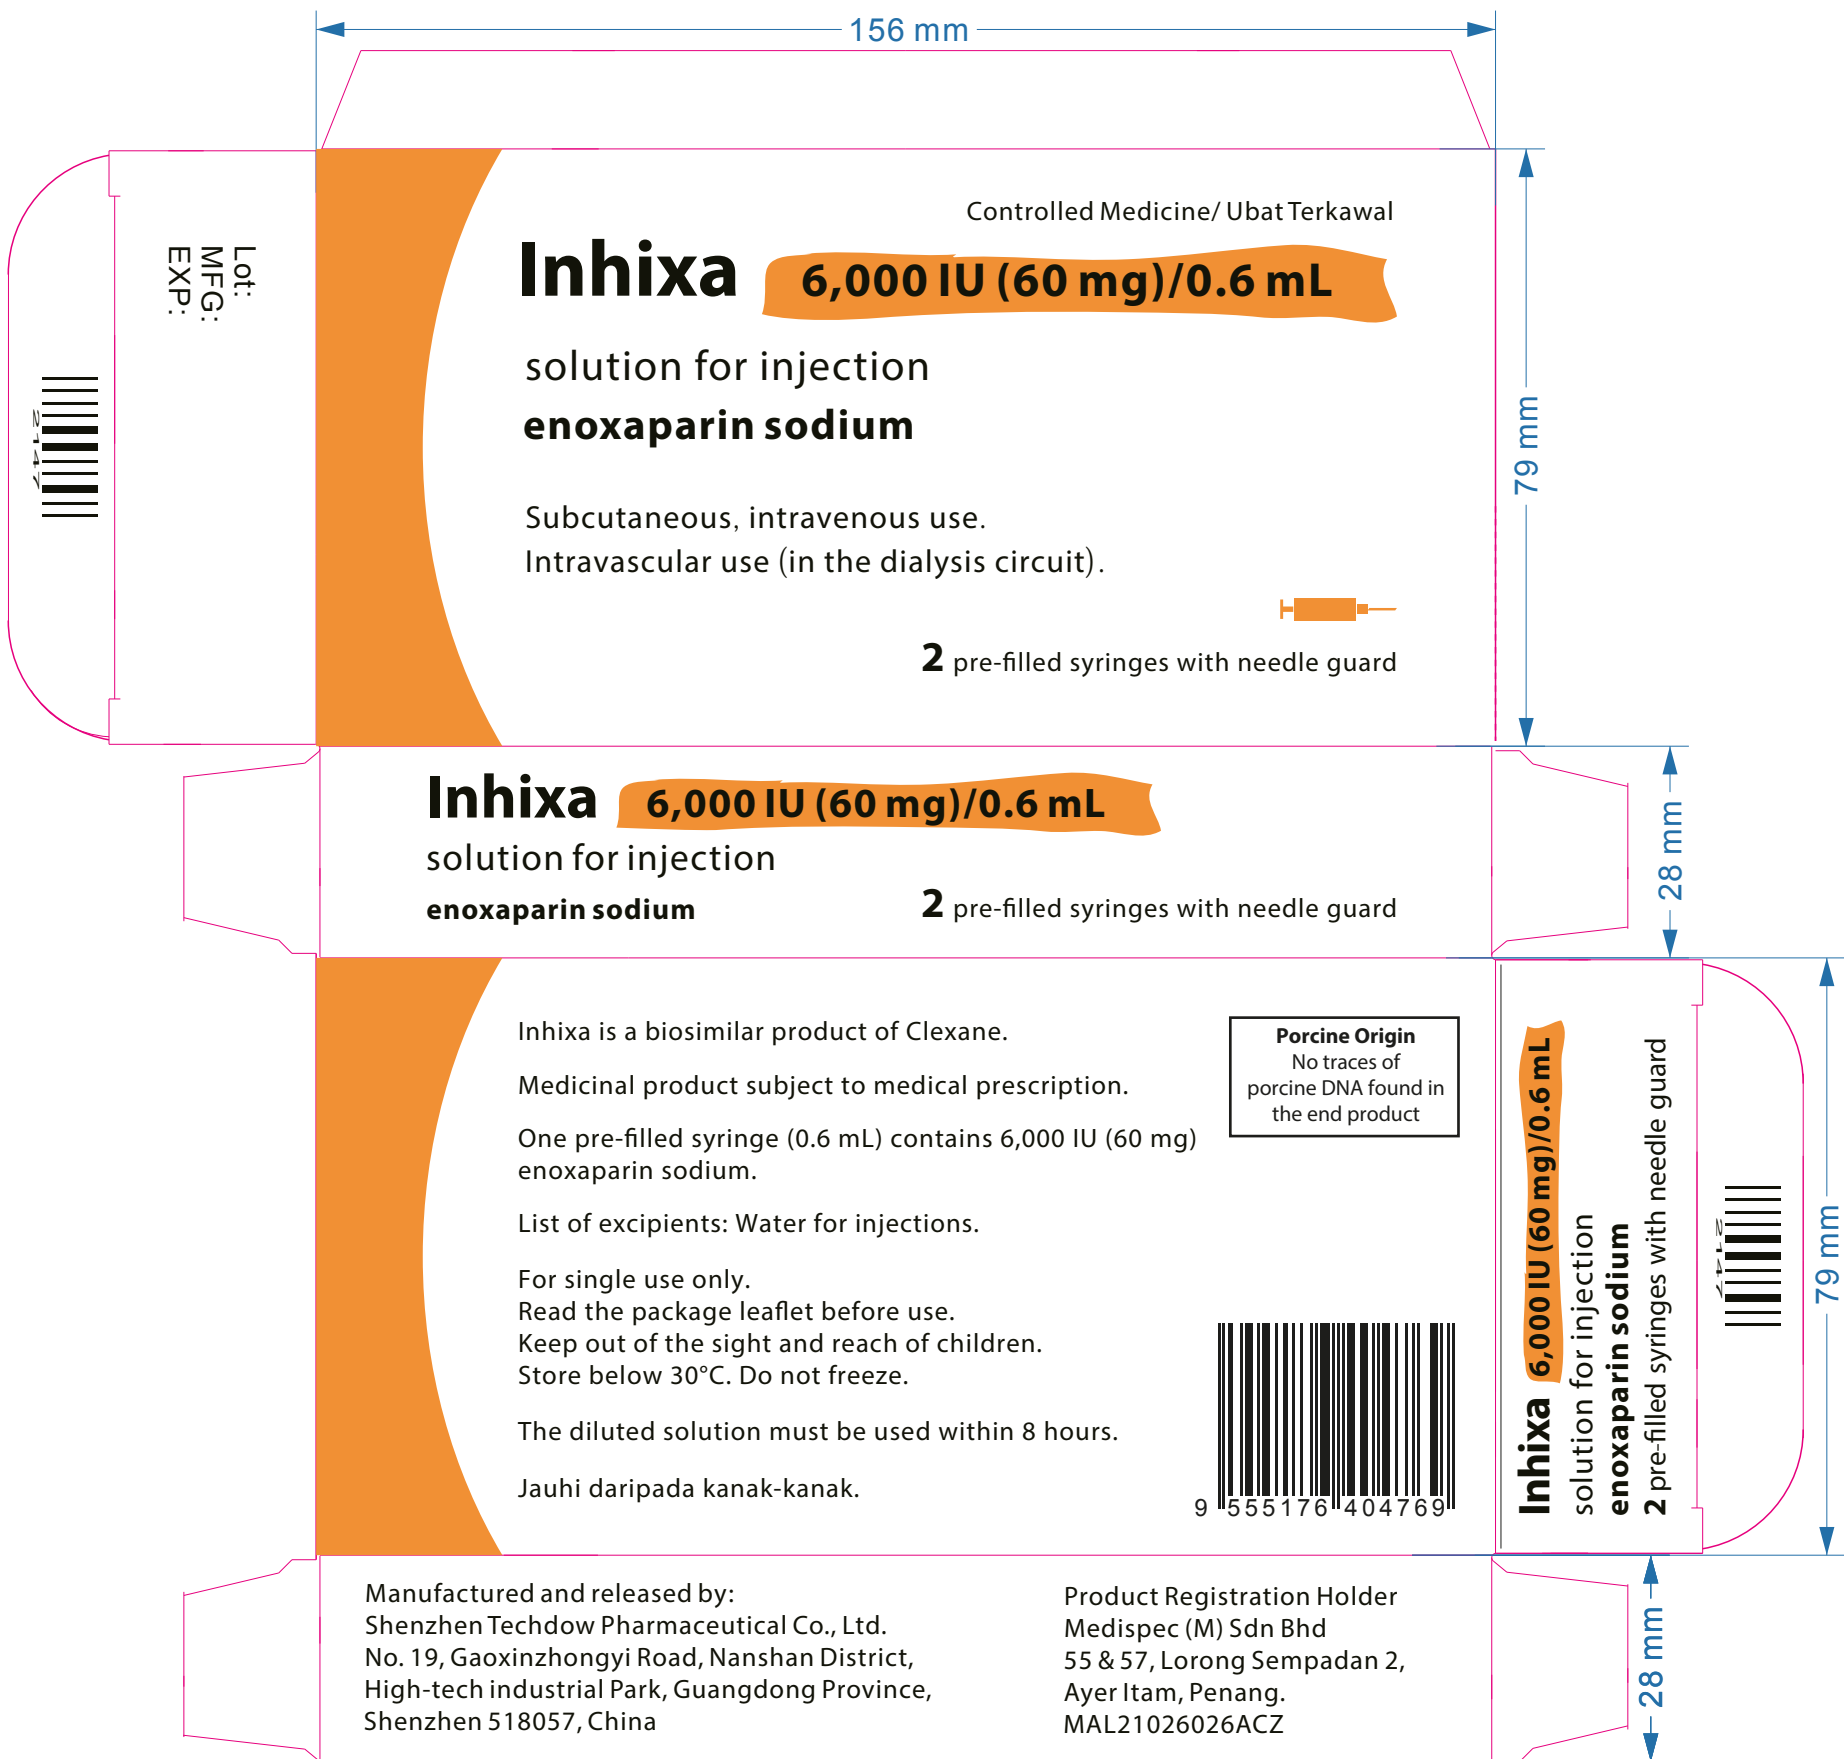 156 mm
Controlled Medicine/ Ubat Terkawal
Inhixa 6,000 IU (60 mg)/0.6 mL
solution for injection
enoxaparin sodium
Subcutaneous, intravenous use.
Intravascular use (in the dialysis circuit).
2 pre-filled syringes with needle guard
Lot:
MFG:
EXP:
2147
79 mm
Inhixa 6,000 IU (60 mg)/0.6 mL
solution for injection
enoxaparin sodium
2 pre-filled syringes with needle guard
28 mm
Inhixa is a biosimilar product of Clexane.
Medicinal product subject to medical prescription.
One pre-filled syringe (0.6 mL) contains 6,000 IU (60 mg)
enoxaparin sodium.
List of excipients: Water for injections.
For single use only.
Read the package leaflet before use.
Keep out of the sight and reach of children.
Store below 30°C. Do not freeze.
The diluted solution must be used within 8 hours.
Jauhi daripada kanak-kanak.
Porcine Origin
No traces of
porcine DNA found in
the end product
9 555176 404769
Inhixa 6,000 IU (60 mg)/0.6 mL
solution for injection
enoxaparin sodium
2 pre-filled syringes with needle guard
2147
79 mm
Manufactured and released by:
Shenzhen Techdow Pharmaceutical Co., Ltd.
No. 19, Gaoxinzhongyi Road, Nanshan District,
High-tech industrial Park, Guangdong Province,
Shenzhen 518057, China
Product Registration Holder
Medispec (M) Sdn Bhd
55 & 57, Lorong Sempadan 2,
Ayer Itam, Penang.
MAL21026026ACZ
28 mm